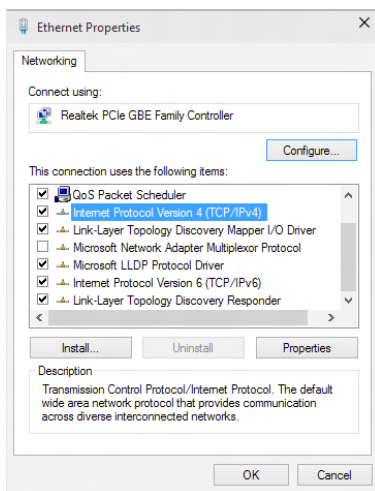 Ethernet Properties
Networking
Connect using:
Realtek PCIe GBE Family Controller
Configure...
This connection uses the following items:
QoS Packet Scheduler
Internet Protocol Version 4 (TCP/IPv4)
Link-Layer Topology Discovery Mapper I/O Driver
Microsoft Network Adapter Multiplexor Protocol
Microsoft LLDP Protocol Driver
Internet Protocol Version 6 (TCP/IPv6)
Link-Layer Topology Discovery Responder
Install... Uninstall Properties
Description
Transmission Control Protocol/Internet Protocol. The default
wide area network protocol that provides communication
across diverse interconnected networks.
OK Cancel